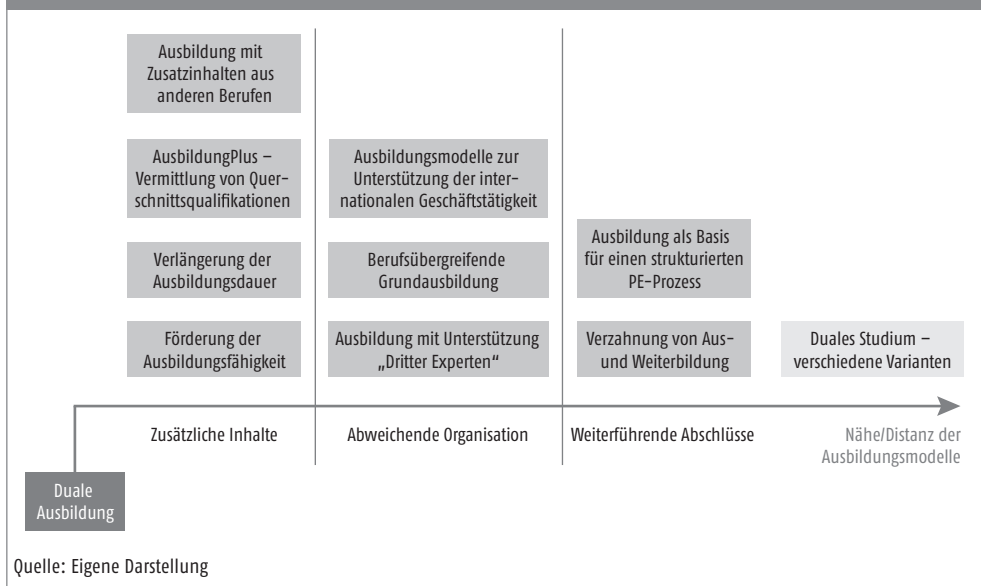 Ausbildung mit
Zusatzinhalten aus
anderen Berufen
AusbildungPlus –
Vermittlung von Quer-
schnittsqualifikationen
Verlängerung der
Ausbildungsdauer
Förderung der
Ausbildungsfähigkeit
Ausbildungsmodelle zur
Unterstützung der inter-
nationalen Geschäftstätigkeit
Berufsübergreifende
Grundausbildung
Ausbildung mit Unterstützung
„Dritter Experten“
Ausbildung als Basis
für einen strukturierten
PE-Prozess
Verzahnung von Aus-
und Weiterbildung
Duales Studium –
verschiedene Varianten
Zusätzliche Inhalte
Abweichende Organisation
Weiterführende Abschlüsse
Nähe/Distanz der
Ausbildungsmodelle
Duale
Ausbildung
Quelle: Eigene Darstellung